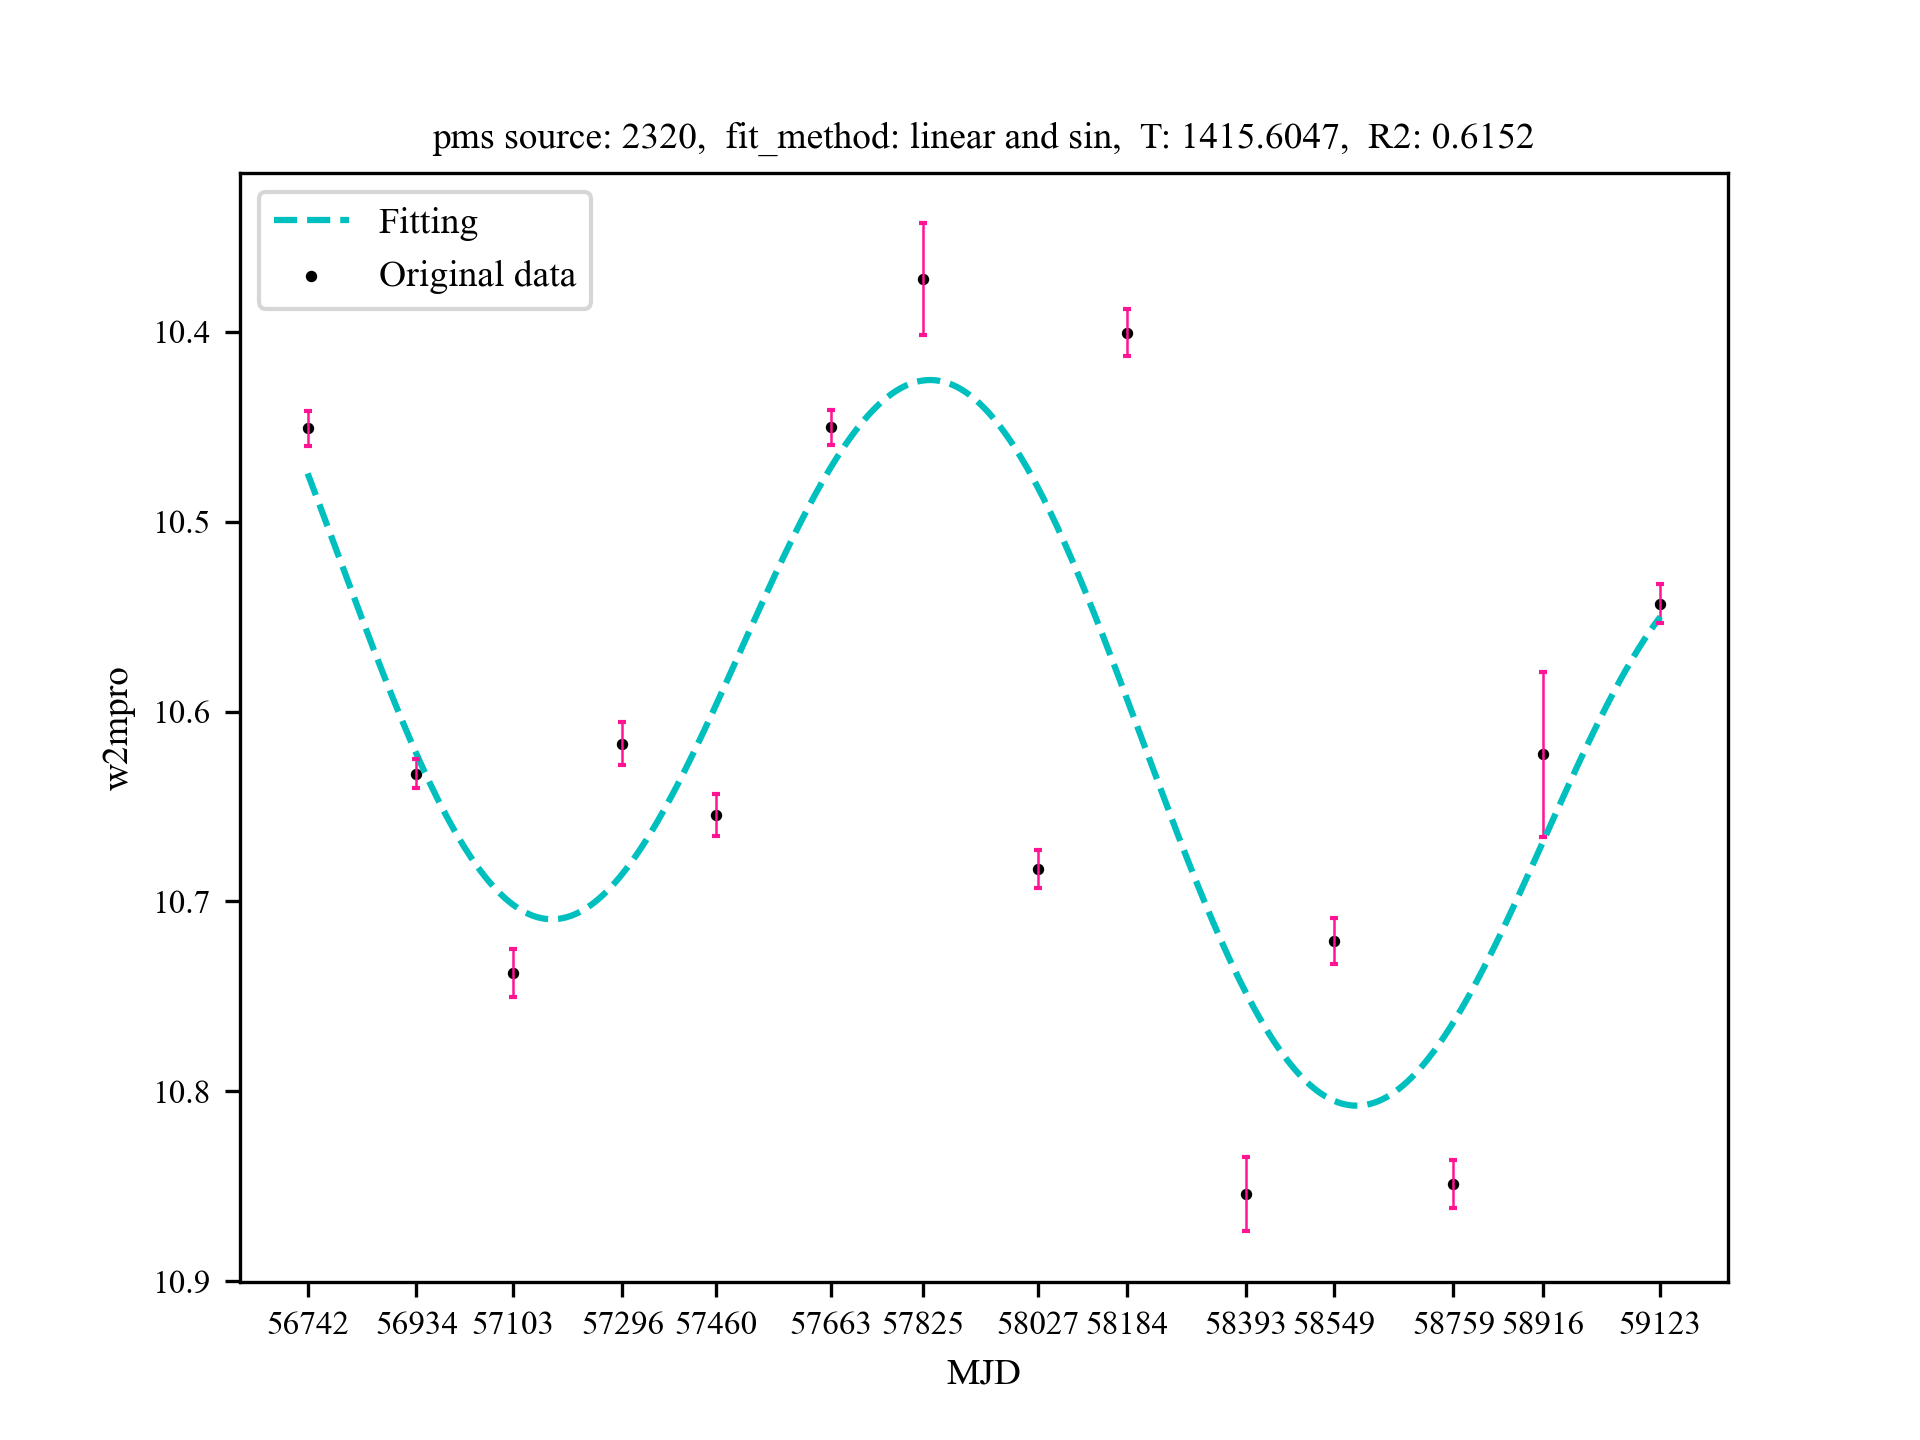 pms source: 2320,  fit_method: linear and sin,  T: 1415.6047,  R2: 0.6152
Fitting
Original data
10.4
10.5
10.6
10.7
10.8
10.9
w2mpro
56742 56934 57103 57296 57460 57663 57825 58027 58184 58393 58549 58759 58916 59123
MJD